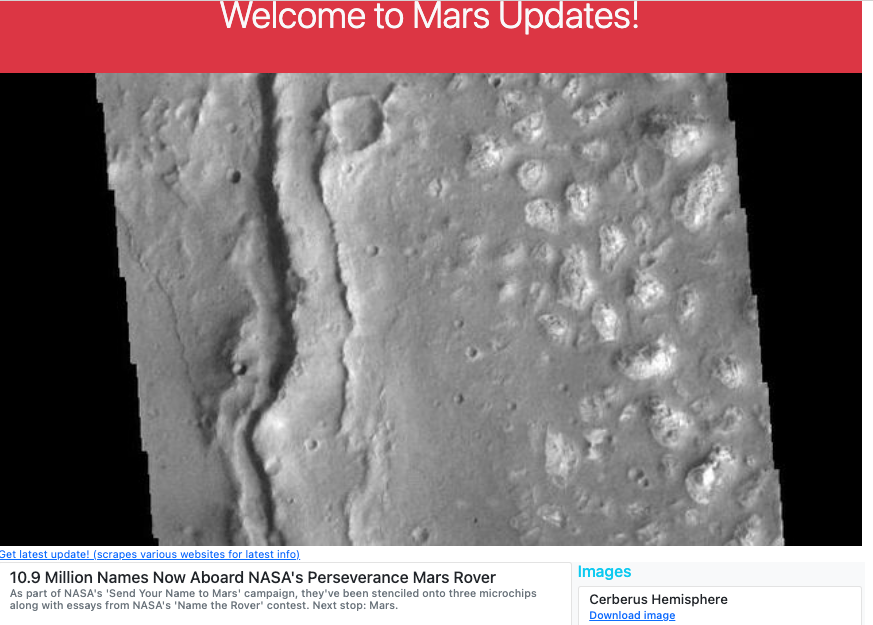 Welcome to Mars Updates!
Get latest update! (scrapes various websites for latest info)
10.9 Million Names Now Aboard NASA's Perseverance Mars Rover
As part of NASA's 'Send Your Name to Mars' campaign, they've been stenciled onto three microchips
along with essays from NASA's 'Name the Rover' contest. Next stop: Mars.
Images
Cerberus Hemisphere
Download image